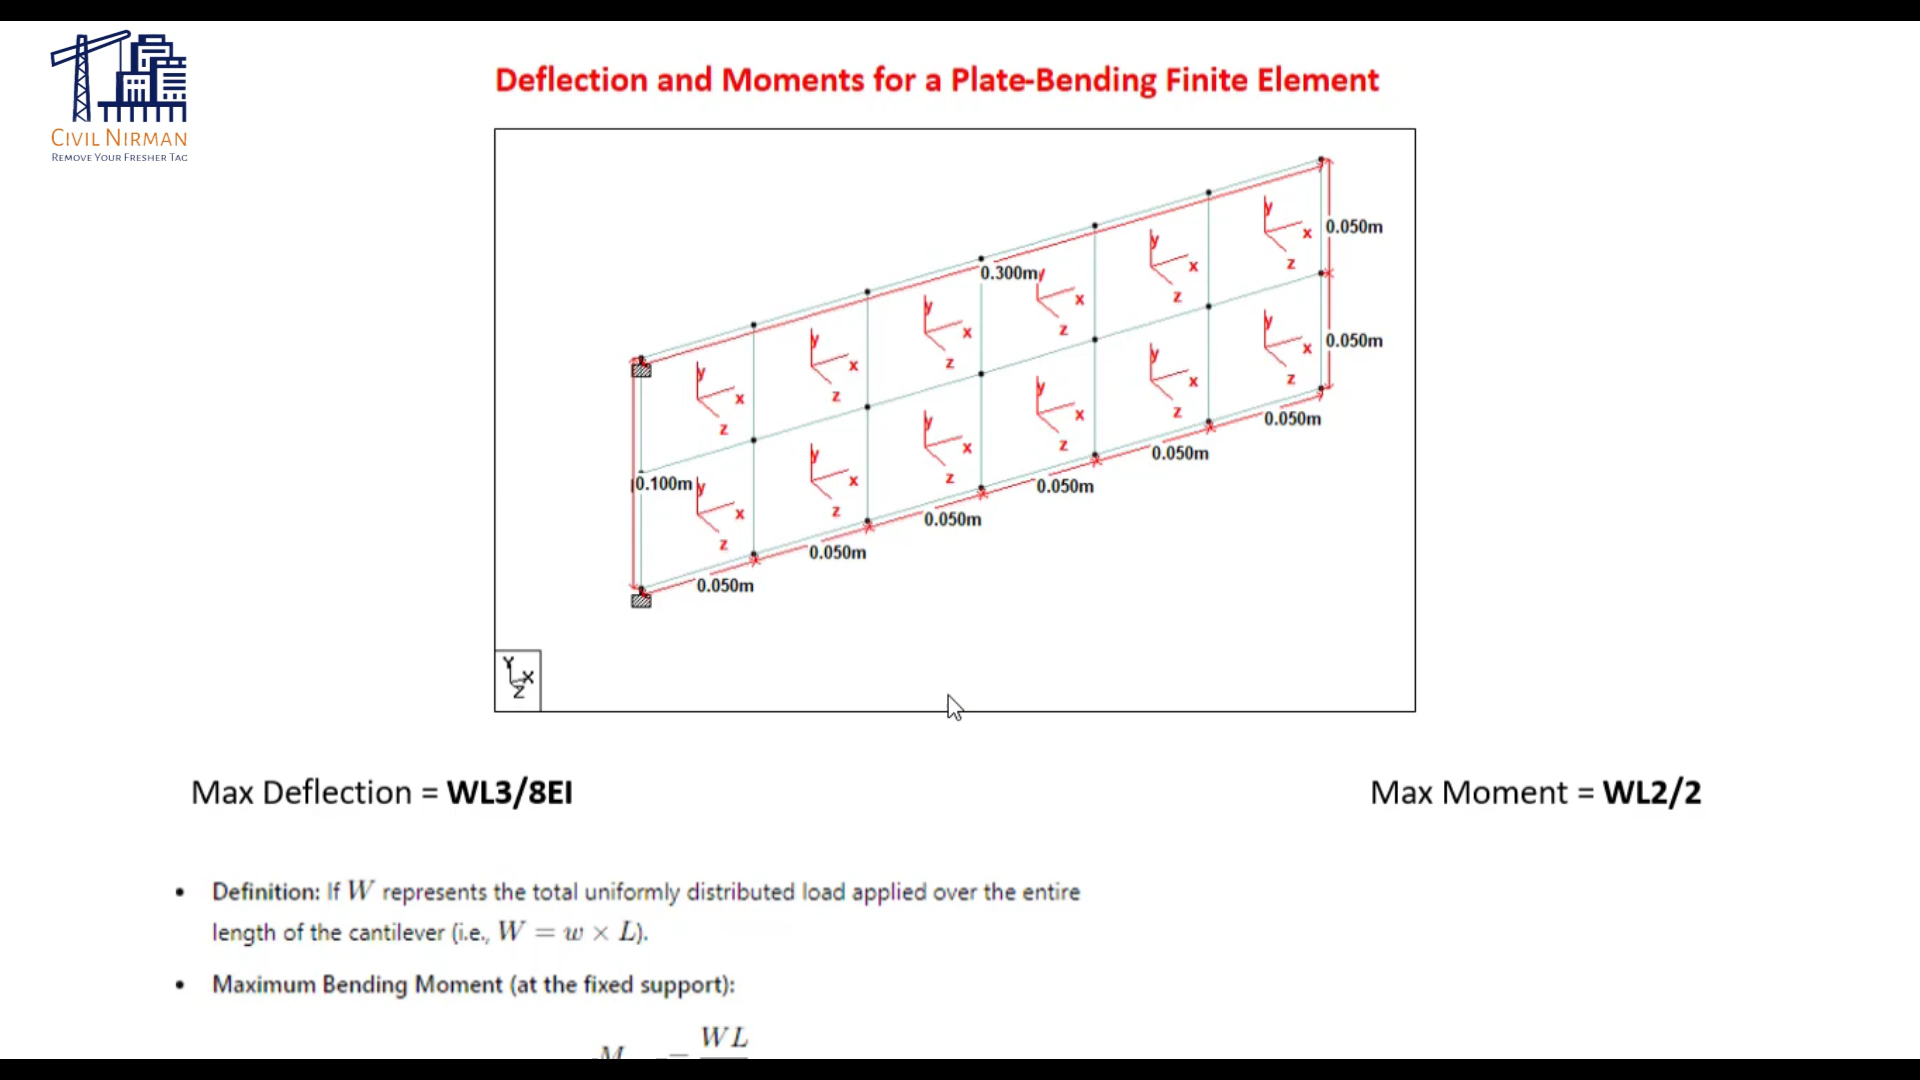 CIVIL NIRMAN
REMOVE YOUR FRESHER TAG
Deflection and Moments for a Plate-Bending Finite Element
y x z
0.050m
y x z
0.300m y x z
y x z
y x z
y x z
0.050m
y x z
y x z
0.050m
y x z
0.050m
y x z
0.100m y x z
0.050m
y x z
0.050m
0.050m
0.050m
Y X Z
Max Deflection = WL3/8EI
Max Moment = WL2/2
• Definition: If W represents the total uniformly distributed load applied over the entire
length of the cantilever (i.e., W = w × L).
• Maximum Bending Moment (at the fixed support):
M = WL